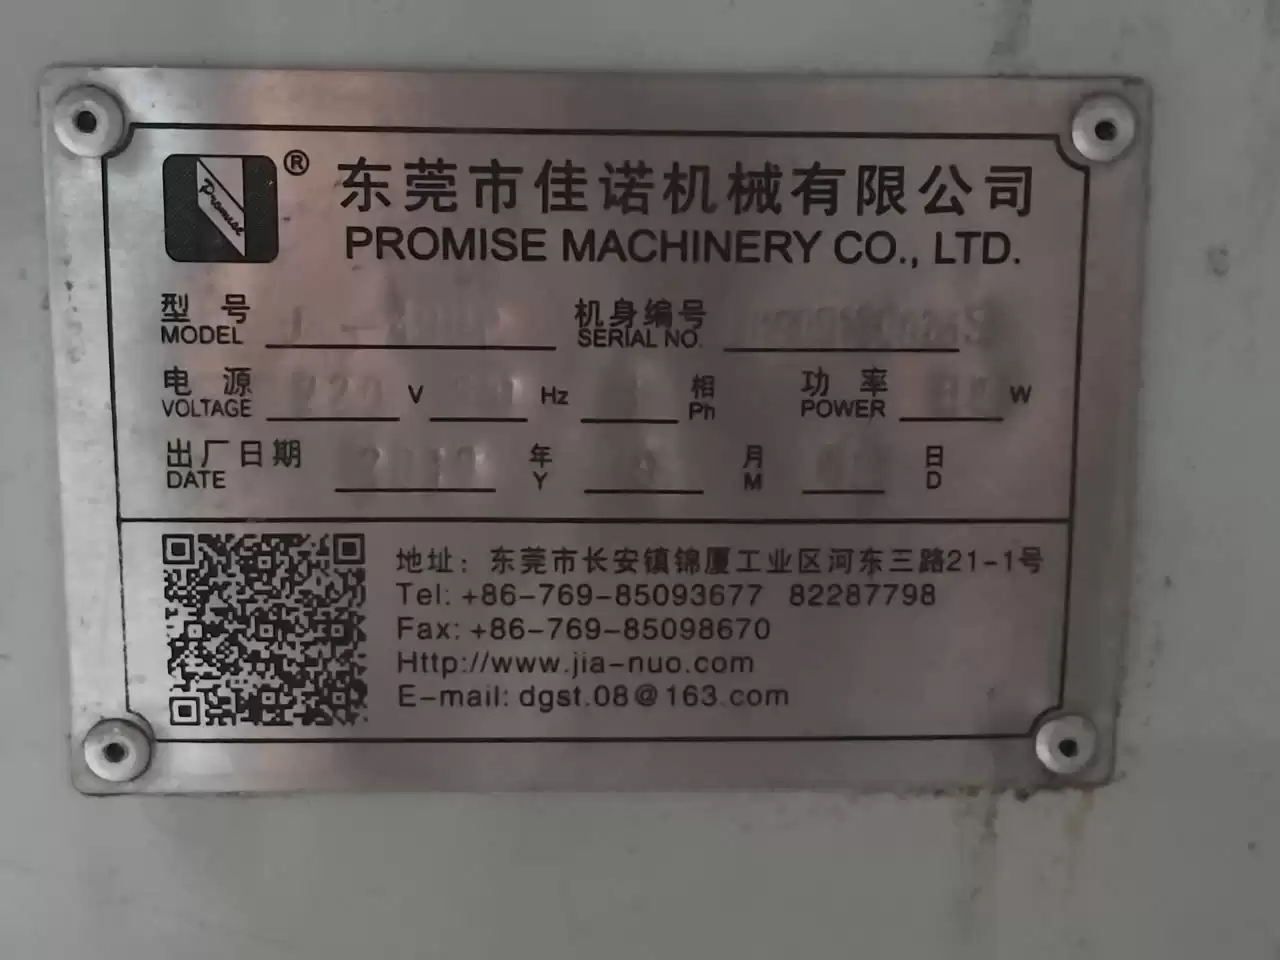 Promise ®
东莞市佳诺机械有限公司
PROMISE MACHINERY CO., LTD.
型号 机身编号
MODEL SERIAL NO.
电源 220 V Hz 相 功率 W
VOLTAGE Ph POWER
出厂日期 年 月 日
DATE Y M D
地址：东莞市长安镇锦厦工业区河东三路21-1号
Tel: +86-769-85093677 82287798
Fax: +86-769-85098670
Http://www.jia-nuo.com
E-mail: dgst.08@163.com